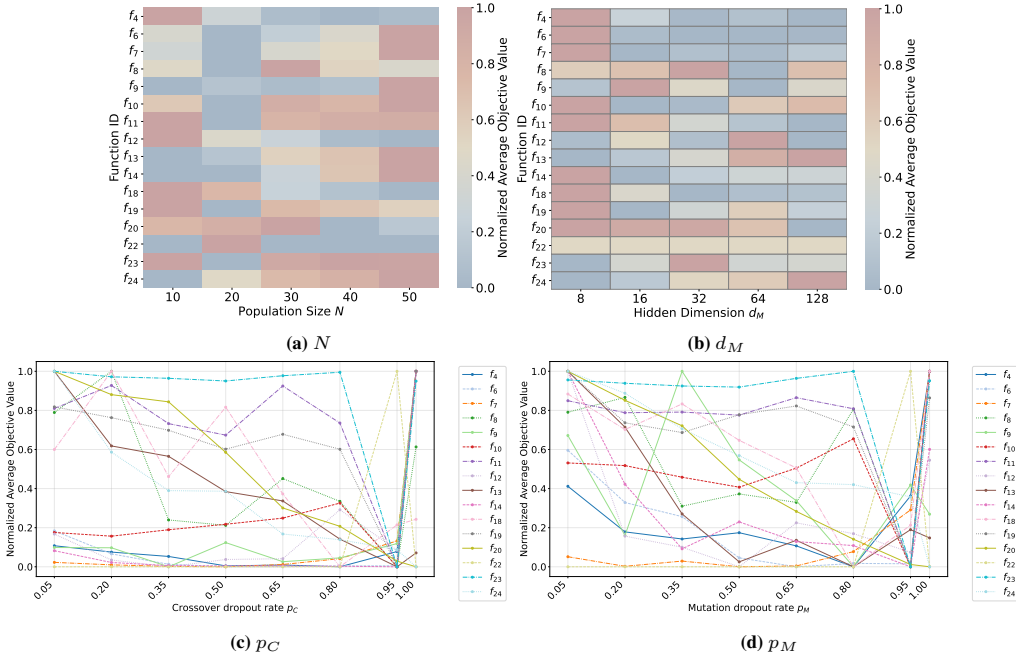 f4
f6
f7
f8
f9
f10
f11
f12
f13
f14
f18
f19
f20
f22
f23
f24
Function ID
10 20 30 40 50
Population Size N
1.0
0.8
0.6
0.4
0.2
0.0
Normalized Average Objective Value
(a) N
f4
f6
f7
f8
f9
f10
f11
f12
f13
f14
f18
f19
f20
f22
f23
f24
Function ID
8 16 32 64 128
Hidden Dimension dM
1.0
0.8
0.6
0.4
0.2
0.0
Normalized Average Objective Value
(b) dM
1.0
0.8
0.6
0.4
0.2
0.0
Normalized Average Objective Value
0.05 0.20 0.35 0.50 0.65 0.80 0.95 1.00
Crossover dropout rate pC
f4
f6
f7
f8
f9
f10
f11
f12
f13
f14
f18
f19
f20
f22
f23
f24
(c) pC
1.0
0.8
0.6
0.4
0.2
0.0
Normalized Average Objective Value
0.05 0.20 0.35 0.50 0.65 0.80 0.95 1.00
Mutation dropout rate pM
f4
f6
f7
f8
f9
f10
f11
f12
f13
f14
f18
f19
f20
f22
f23
f24
(d) pM